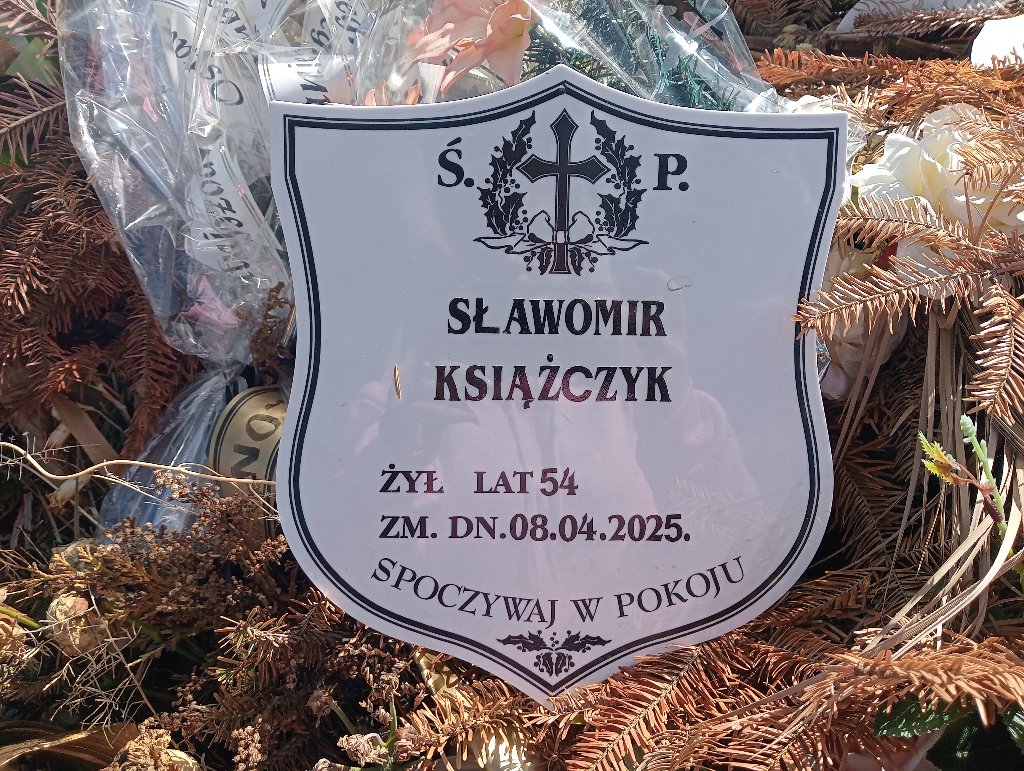 Ś. P.
SŁAWOMIR
KSIĄŻCZYK
ŻYŁ LAT 54
ZM. DN. 08.04.2025.
SPOCZYWAJ W POKOJU